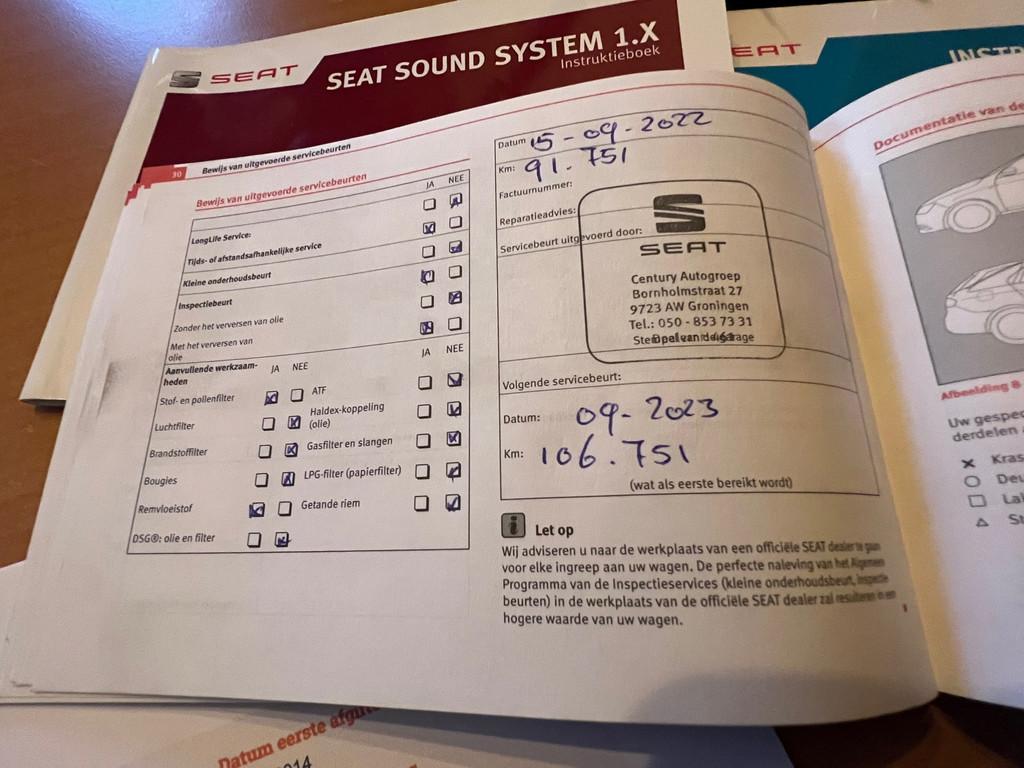 SEAT
SEAT SOUND SYSTEM 1.X
Instruktieboek
SEAT
30
Bewijs van uitgevoerde servicebeurten
Bewijs van uitgevoerde servicebeurten
JA NEE
LongLife Service:
Tijds- of afstandsafhankelijke service
Kleine onderhoudsbeurt
Inspectiebeurt
Zonder het verversen van olie
Met het verversen van
olie
Aanvullende werkzaam-
heden
JA NEE
JA NEE
Stof- en pollenfilter
ATF
Luchtfilter
Haldex-koppeling
(olie)
Brandstoffilter
Gasfilter en slangen
Bougies
LPG-filter (papierfilter)
Remvloeistof
Getande riem
DSG®: olie en filter
Datum 15-09-2022
Km: 91.751
Factuurnummer:
Reparatieadvies:
Servicebeurt uitgevoerd door:
SEAT
Century Autogroep
Bornholmstraat 27
9723 AW Groningen
Tel.: 050 - 853 73 31
Volgende servicebeurt:
Datum: 09-2023
Km: 106.751
(wat als eerste bereikt wordt)
Let op
Wij adviseren u naar de werkplaats van een officiële SEAT dealer te gaan
voor elke ingreep aan uw wagen. De perfecte naleving van het Algemeen
Programma van de Inspectieservices (kleine onderhoudsbeurt, inspectie
beurten) in de werkplaats van de officiële SEAT dealer zal resulteren in een
hogere waarde van uw wagen.
Documentatie van de
Afbeelding 8
Uw
derdelen
Kras
Datum eerste